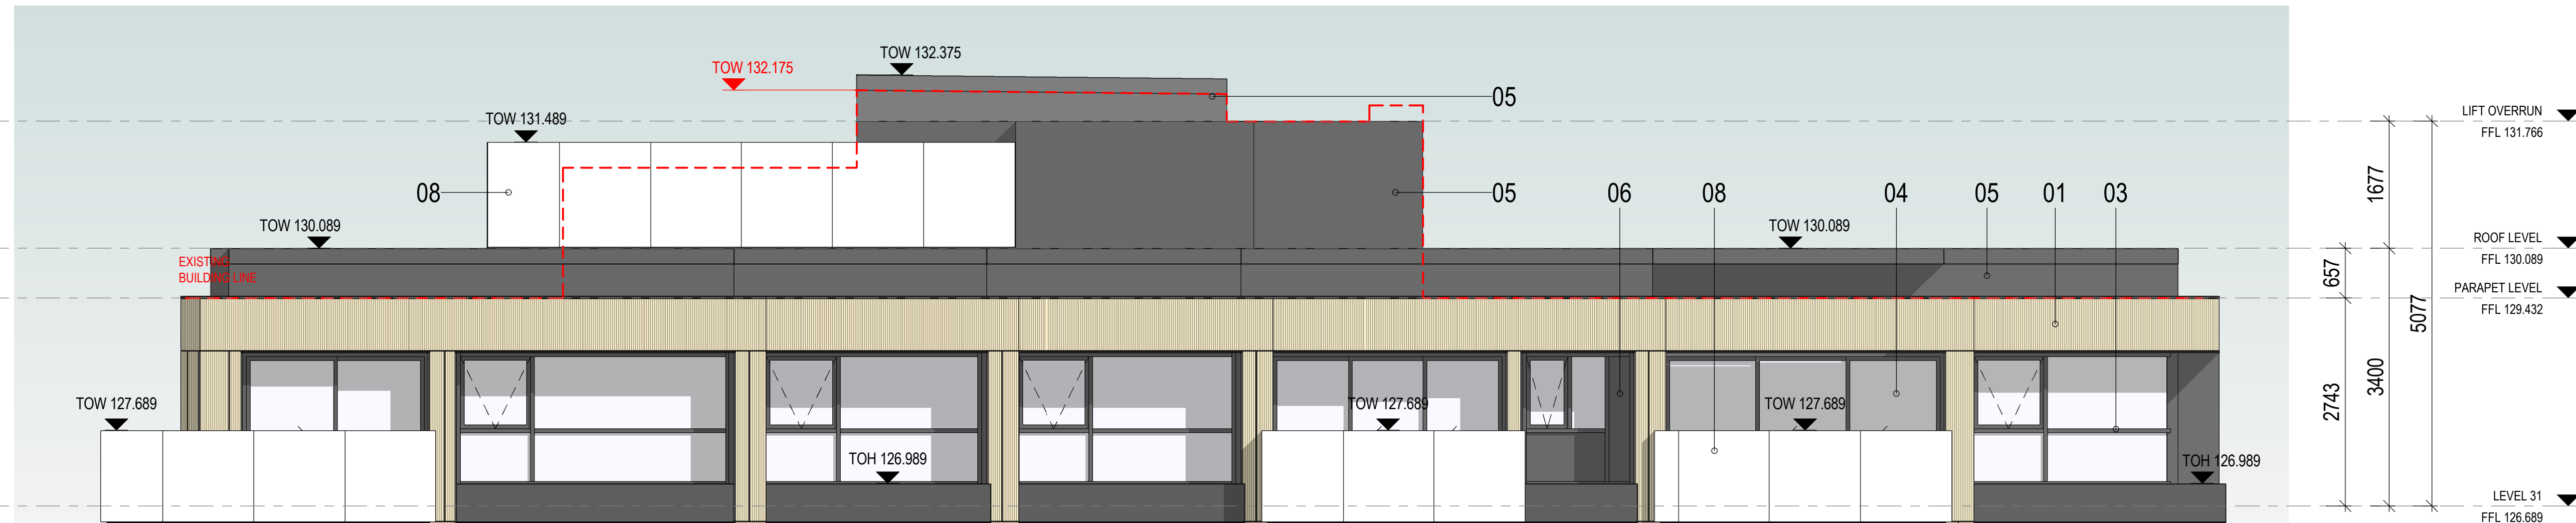 TOW 132.375
TOW 132.175
05
TOW 131.489
LIFT OVERRUN
FFL 131.766
08
05
06
08
04
05
01
03
1677
TOW 130.089
TOW 130.089
ROOF LEVEL
FFL 130.089
EXISTING
BUILDING LINE
657
PARAPET LEVEL
FFL 129.432
5077
3400
2743
TOW 127.689
TOW 127.689
TOW 127.689
TOH 126.989
TOH 126.989
LEVEL 31
FFL 126.689